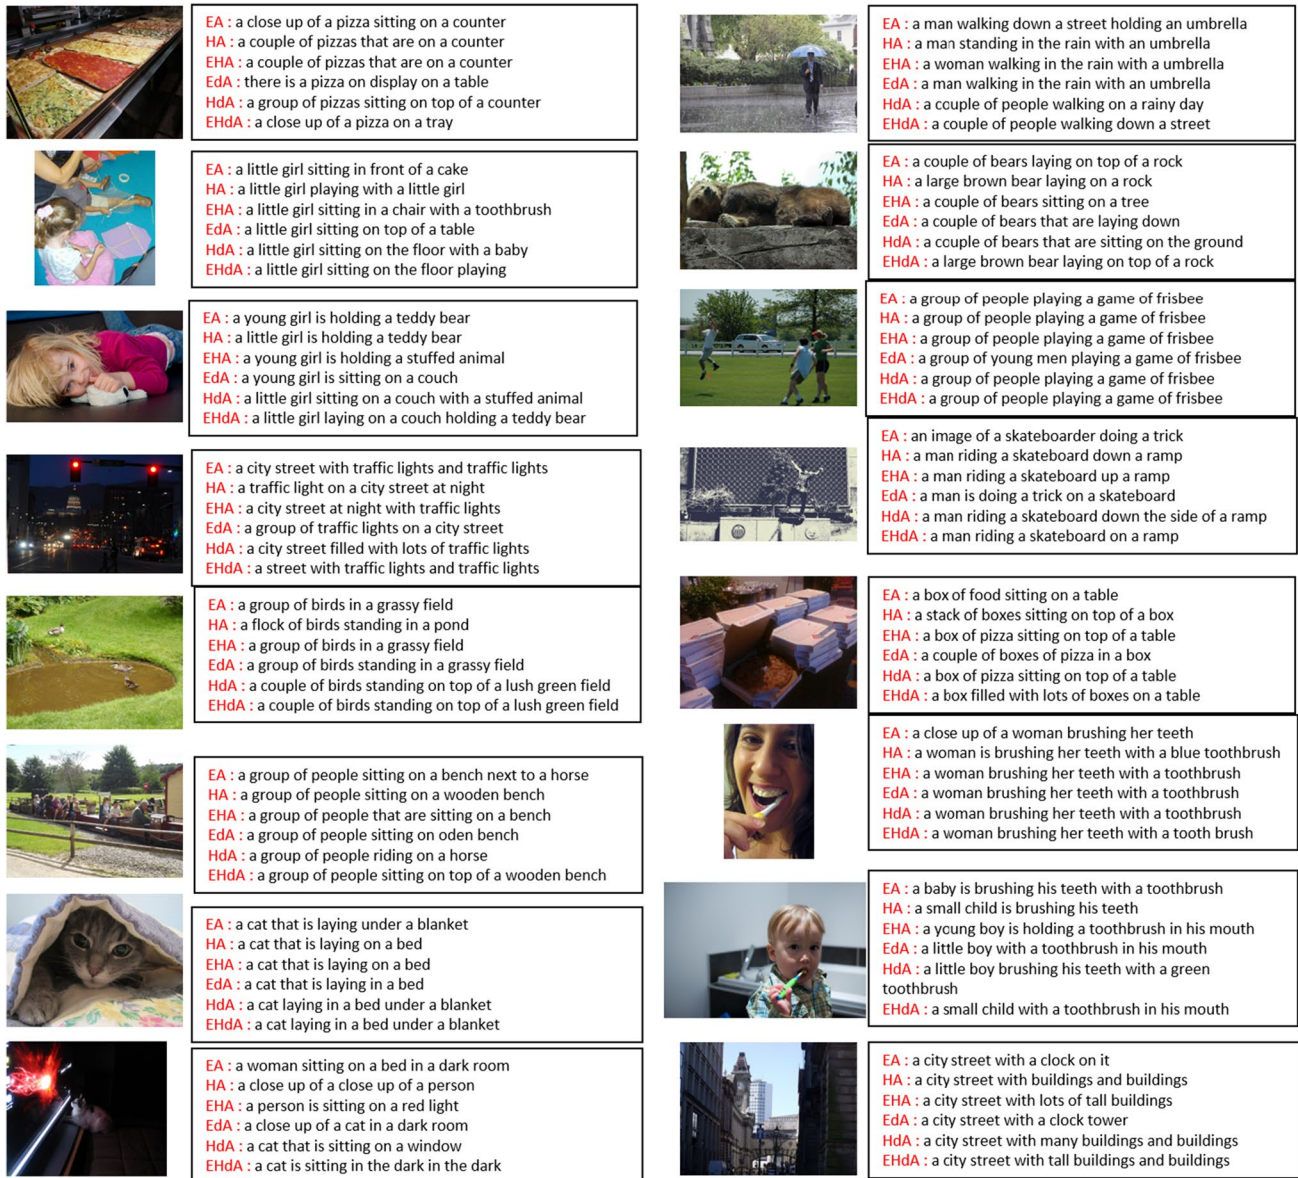 EA : a close up of a pizza sitting on a counter
HA : a couple of pizzas that are on a counter
EHA : a couple of pizzas that are on a counter
EdA : there is a pizza on display on a table
HdA : a group of pizzas sitting on top of a counter
EHdA : a close up of a pizza on a tray
EA : a little girl sitting in front of a cake
HA : a little girl playing with a little girl
EHA : a little girl sitting in a chair with a toothbrush
EdA : a little girl sitting on top of a table
HdA : a little girl sitting on the floor with a baby
EHdA : a little girl sitting on the floor playing
EA : a young girl is holding a teddy bear
HA : a little girl is holding a teddy bear
EHA : a young girl is holding a stuffed animal
EdA : a young girl is sitting on a couch
HdA : a little girl sitting on a couch with a stuffed animal
EHdA : a little girl laying on a couch holding a teddy bear
EA : a city street with traffic lights and traffic lights
HA : a traffic light on a city street at night
EHA : a city street at night with traffic lights
EdA : a group of traffic lights on a city street
HdA : a city street filled with lots of traffic lights
EHdA : a street with traffic lights and traffic lights
EA : a group of birds in a grassy field
HA : a flock of birds standing in a pond
EHA : a group of birds in a grassy field
EdA : a group of birds standing in a grassy field
HdA : a couple of birds standing on top of a lush green field
EHdA : a couple of birds standing on top of a lush green field
EA : a group of people sitting on a bench next to a horse
HA : a group of people sitting on a wooden bench
EHA : a group of people that are sitting on a bench
EdA : a group of people sitting on oden bench
HdA : a group of people riding on a horse
EHdA : a group of people sitting on top of a wooden bench
EA : a cat that is laying under a blanket
HA : a cat that is laying on a bed
EHA : a cat that is laying on a bed
EdA : a cat that is laying in a bed
HdA : a cat laying in a bed under a blanket
EHdA : a cat laying in a bed under a blanket
EA : a woman sitting on a bed in a dark room
HA : a close up of a close up of a person
EHA : a person is sitting on a red light
EdA : a close up of a cat in a dark room
HdA : a cat that is sitting on a window
EHdA : a cat is sitting in the dark in the dark
EA : a man walking down a street holding an umbrella
HA : a man standing in the rain with an umbrella
EHA : a woman walking in the rain with a umbrella
EdA : a man walking in the rain with an umbrella
HdA : a couple of people walking on a rainy day
EHdA : a couple of people walking down a street
EA : a couple of bears laying on top of a rock
HA : a large brown bear laying on a rock
EHA : a couple of bears sitting on a tree
EdA : a couple of bears that are laying down
HdA : a couple of bears that are sitting on the ground
EHdA : a large brown bear laying on top of a rock
EA : a group of people playing a game of frisbee
HA : a group of people playing a game of frisbee
EHA : a group of people playing a game of frisbee
EdA : a group of young men playing a game of frisbee
HdA : a group of people playing a game of frisbee
EHdA : a group of people playing a game of frisbee
EA : an image of a skateboarder doing a trick
HA : a man riding a skateboard down a ramp
EHA : a man riding a skateboard up a ramp
EdA : a man is doing a trick on a skateboard
HdA : a man riding a skateboard down the side of a ramp
EHdA : a man riding a skateboard on a ramp
EA : a box of food sitting on a table
HA : a stack of boxes sitting on top of a box
EHA : a box of pizza sitting on top of a table
EdA : a couple of boxes of pizza in a box
HdA : a box of pizza sitting on top of a table
EHdA : a box filled with lots of boxes on a table
EA : a close up of a woman brushing her teeth
HA : a woman is brushing her teeth with a blue toothbrush
EHA : a woman brushing her teeth with a toothbrush
EdA : a woman brushing her teeth with a toothbrush
HdA : a woman brushing her teeth with a toothbrush
EHdA : a woman brushing her teeth with a tooth brush
EA : a baby is brushing his teeth with a toothbrush
HA : a small child is brushing his teeth
EHA : a young boy is holding a toothbrush in his mouth
EdA : a little boy with a toothbrush in his mouth
HdA : a little boy brushing his teeth with a green
toothbrush
EHdA : a small child with a toothbrush in his mouth
EA : a city street with a clock on it
HA : a city street with buildings and buildings
EHA : a city street with lots of tall buildings
EdA : a city street with a clock tower
HdA : a city street with many buildings and buildings
EHdA : a city street with tall buildings and buildings